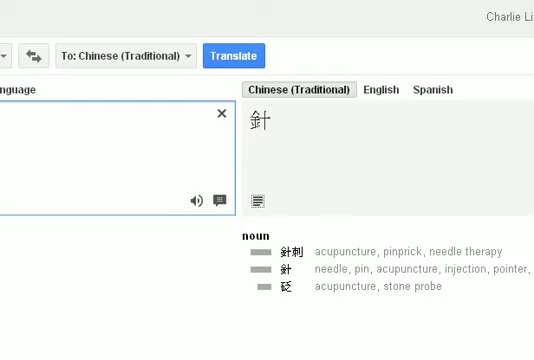 Charlie Li
To: Chinese (Traditional) Translate
nguage
Chinese (Traditional) English Spanish
針
noun
針刺 acupuncture, pinprick, needle therapy
針 needle, pin, acupuncture, injection, pointer,
砭 acupuncture, stone probe